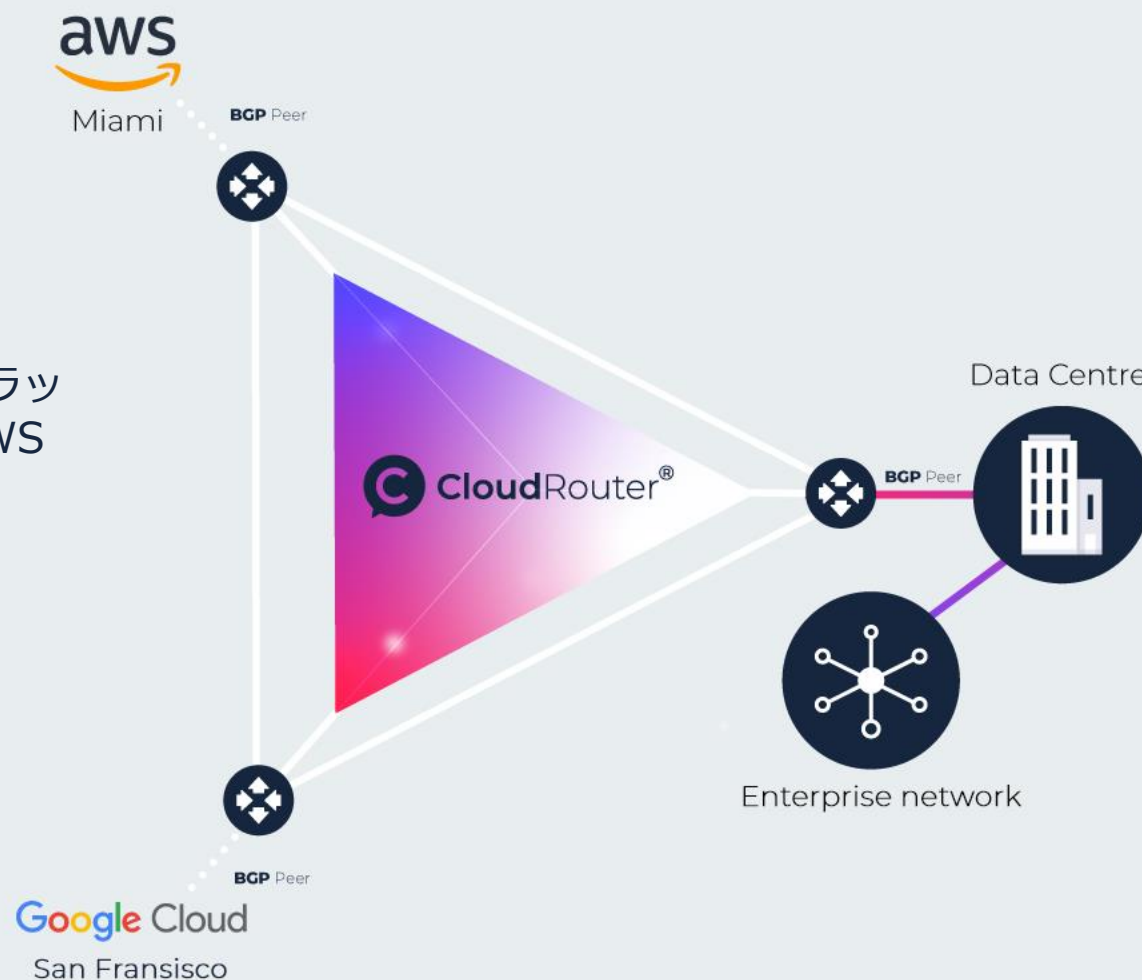 aws
Miami
BGP Peer
ラッ
WS
CloudRouter®
Data Centre
BGP Peer
Enterprise network
BGP Peer
Google Cloud
San Fransisco